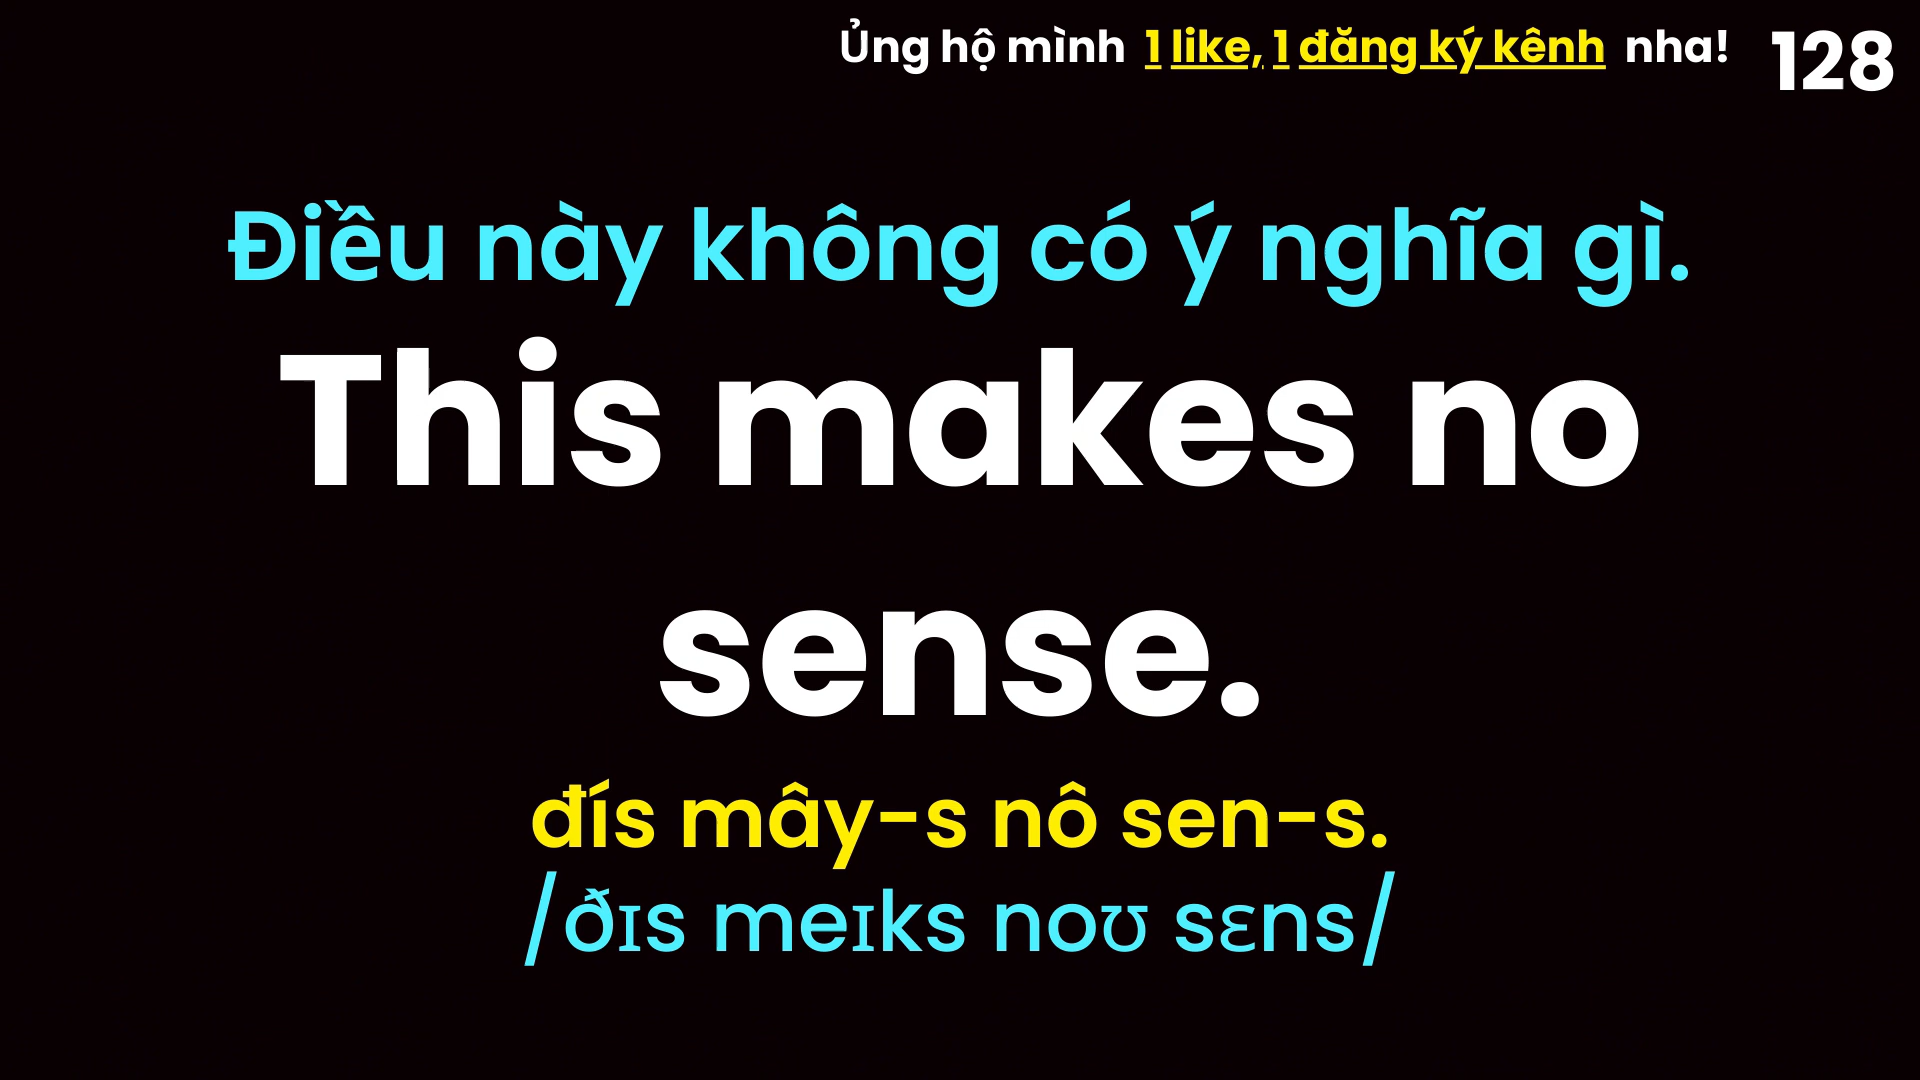 Ủng hộ mình 1 like, 1 đăng ký kênh nha! 128
Điều này không có ý nghĩa gì.
This makes no
sense.
đís mây-s nô sen-s.
/ðɪs meɪks noʊ sɛns/